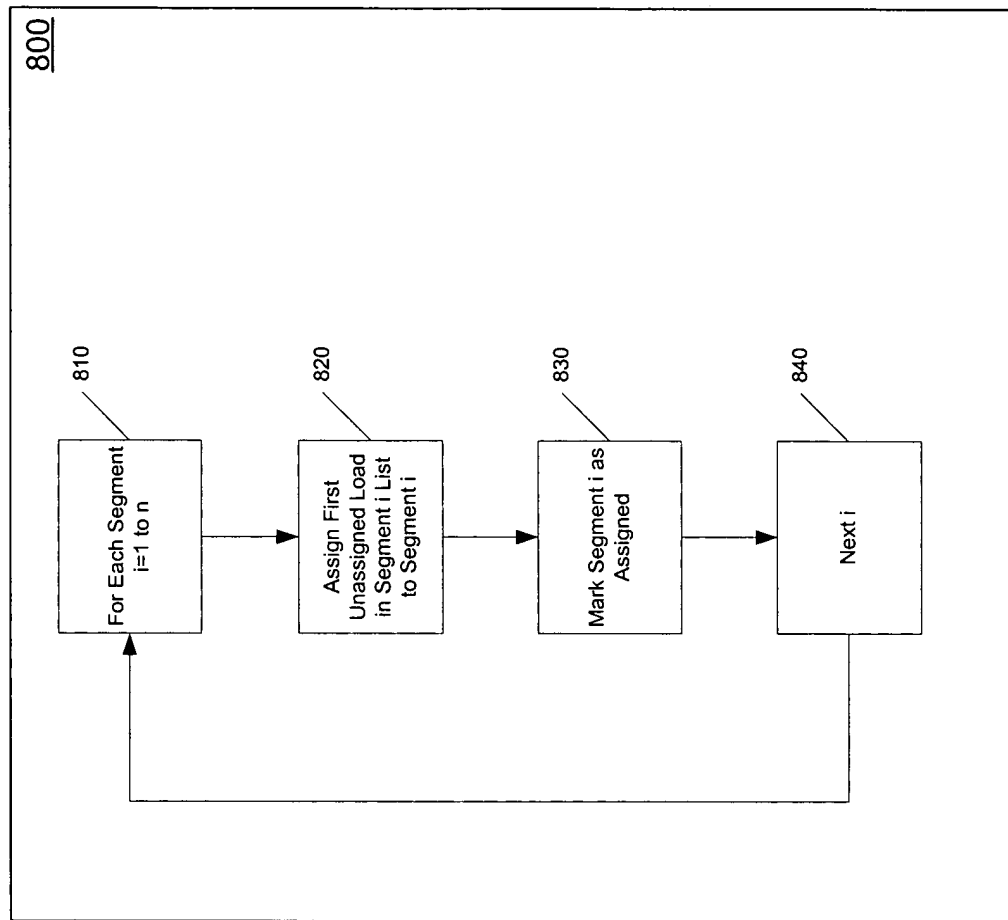 800
810
For Each Segment
i=1 to n
820
Assign First
Unassigned Load
in Segment i List
to Segment i
830
Mark Segment i as
Assigned
840
Next i